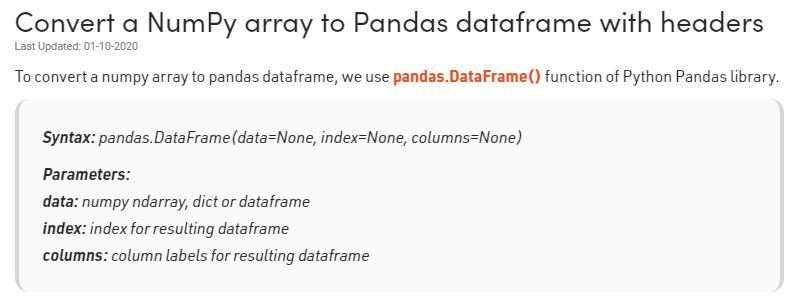 Convert a NumPy array to Pandas dataframe with headers
Last Updated: 01-10-2020
To convert a numpy array to pandas dataframe, we use pandas.DataFrame() function of Python Pandas library.
Syntax: pandas.DataFrame(data=None, index=None, columns=None)
Parameters:
data: numpy ndarray, dict or dataframe
index: index for resulting dataframe
columns: column labels for resulting dataframe